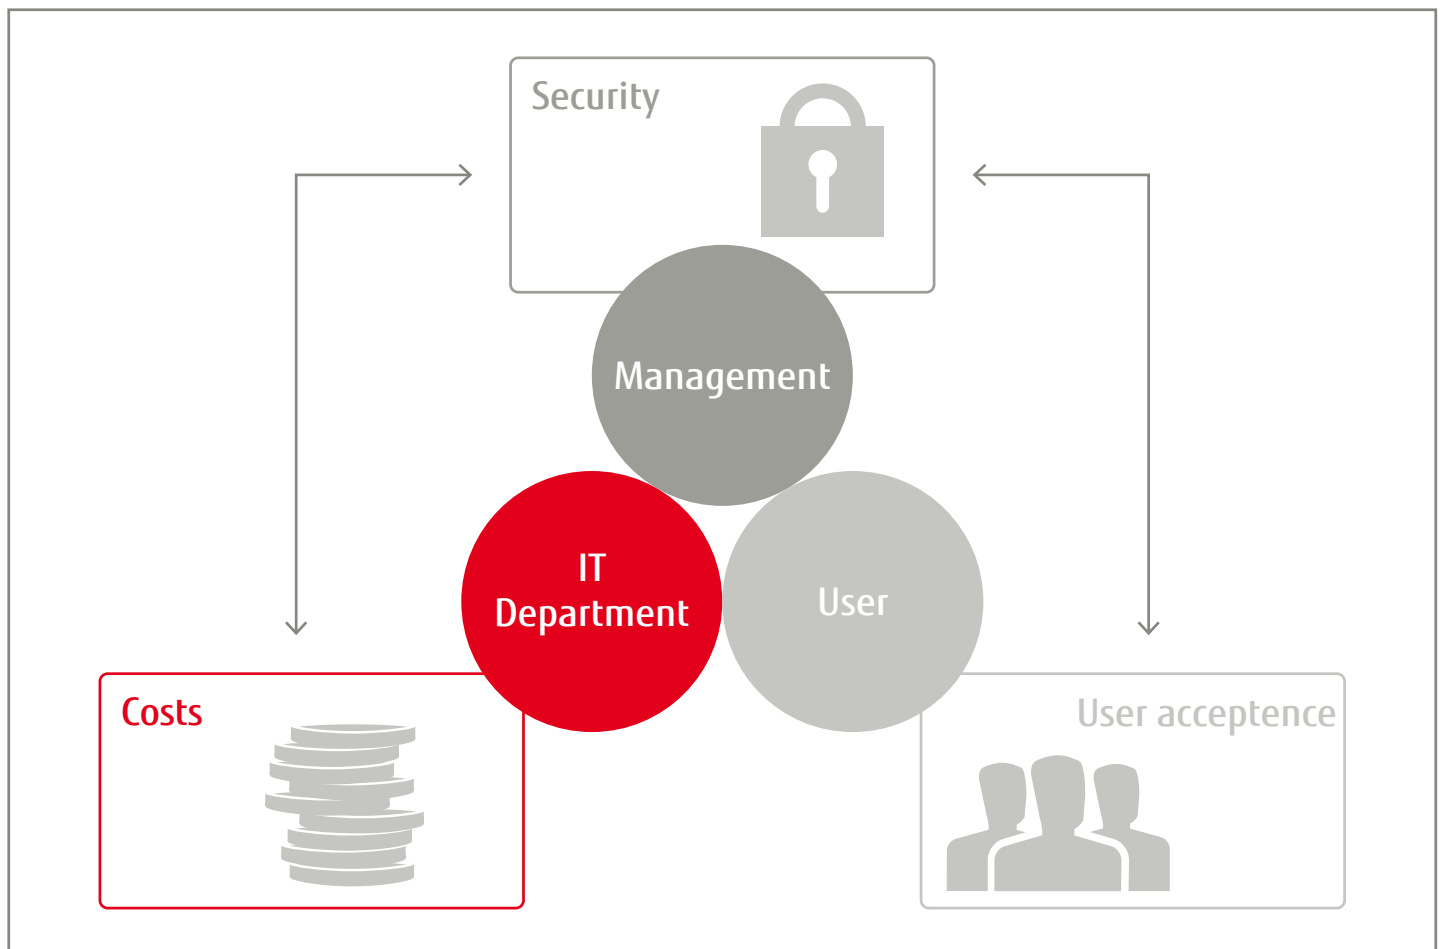 Security
Management
IT
Department
User
Costs
User acceptence